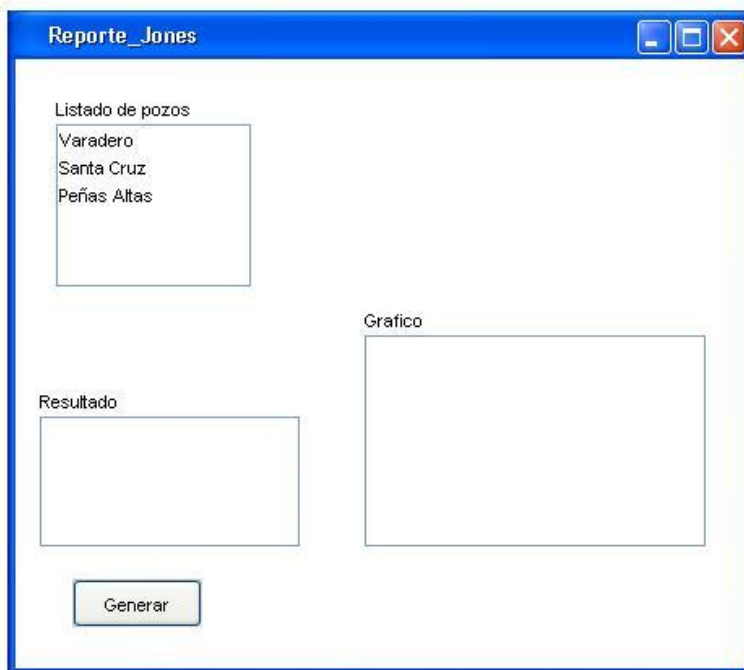 Reporte_Jones
Listado de pozos
Varadero
Santa Cruz
Peñas Altas
Grafico
Resultado
Generar